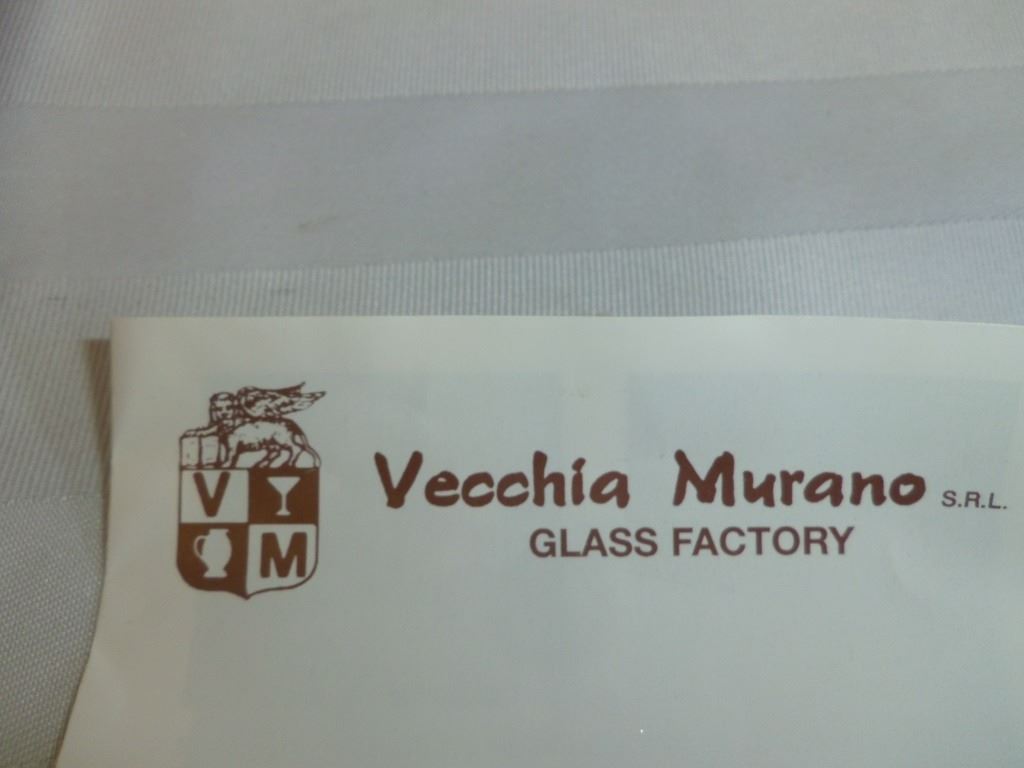 V
M
Vecchia Murano S.R.L.
GLASS FACTORY